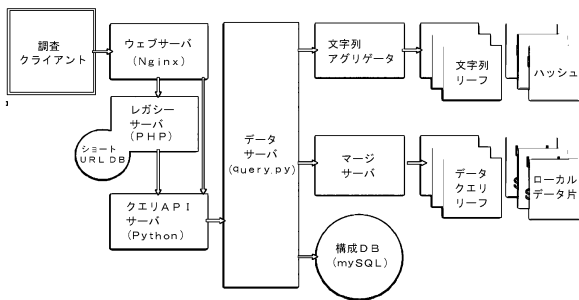 調査
クライアント
ウェブサーバ
(Nginx)
レガシー
サーバ
(PHP)
ショート
URL DB
クエリAPI
サーバ
(Python)
データ
サーバ
(query.py)
文字列
アグリゲータ
文字列
リーフ
ハッシュ
マージ
サーバ
データ
クエリ
リーフ
ローカル
データ片
構成DB
(mySQL)